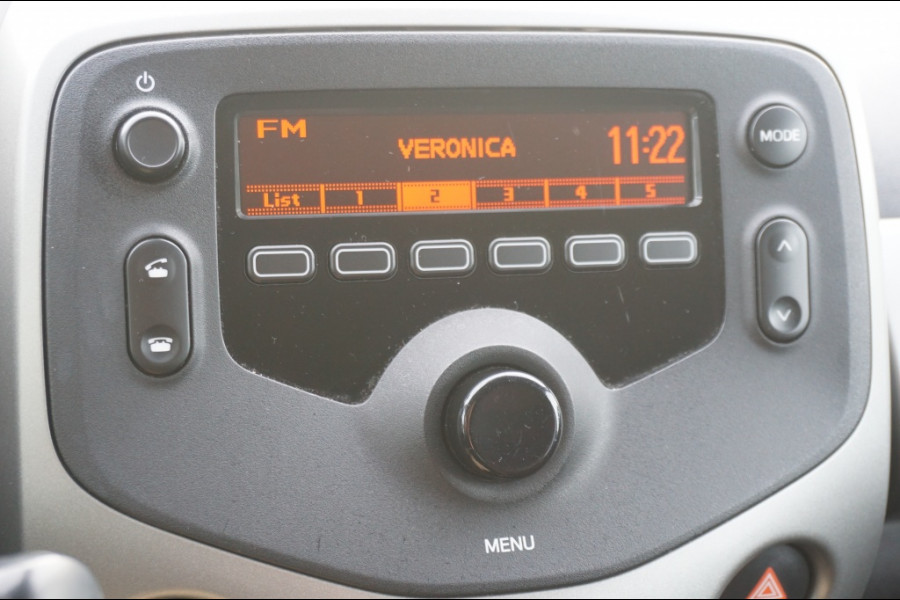 FM
VERONICA
11:22
List 1 2 3 4 5
MODE
MENU